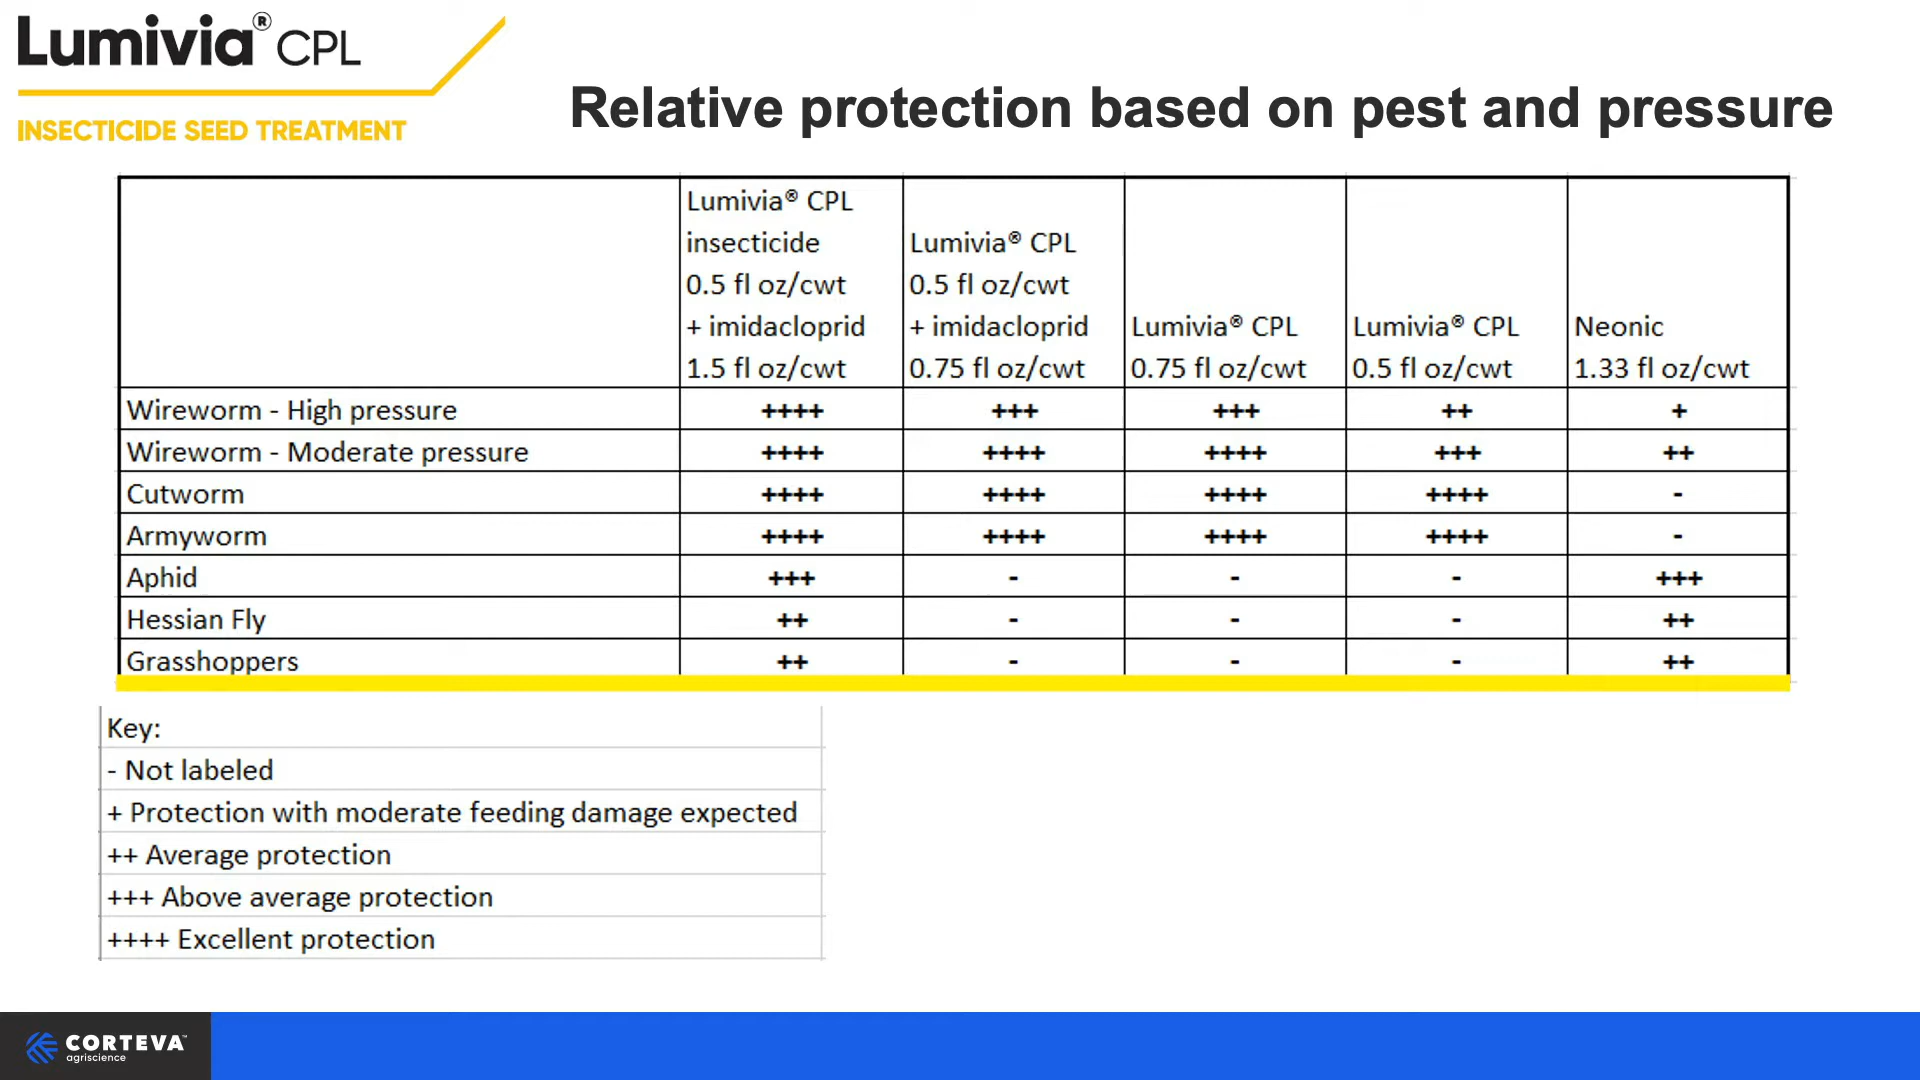 Lumivia® CPL
INSECTICIDE SEED TREATMENT
Relative protection based on pest and pressure
Lumivia® CPL
insecticide
0.5 fl oz/cwt
+ imidacloprid
1.5 fl oz/cwt
Lumivia® CPL
0.5 fl oz/cwt
+ imidacloprid
0.75 fl oz/cwt
Lumivia® CPL
0.75 fl oz/cwt
Lumivia® CPL
0.5 fl oz/cwt
Neonic
1.33 fl oz/cwt
Wireworm - High pressure ++++ +++ +++ ++ +
Wireworm - Moderate pressure ++++ ++++ ++++ +++ ++
Cutworm ++++ ++++ ++++ ++++ -
Armyworm ++++ ++++ ++++ ++++ -
Aphid +++ - - - +++
Hessian Fly ++ - - - ++
Grasshoppers ++ - - - ++
Key:
- Not labeled
+ Protection with moderate feeding damage expected
++ Average protection
+++ Above average protection
++++ Excellent protection
CORTEVA™
agriscience